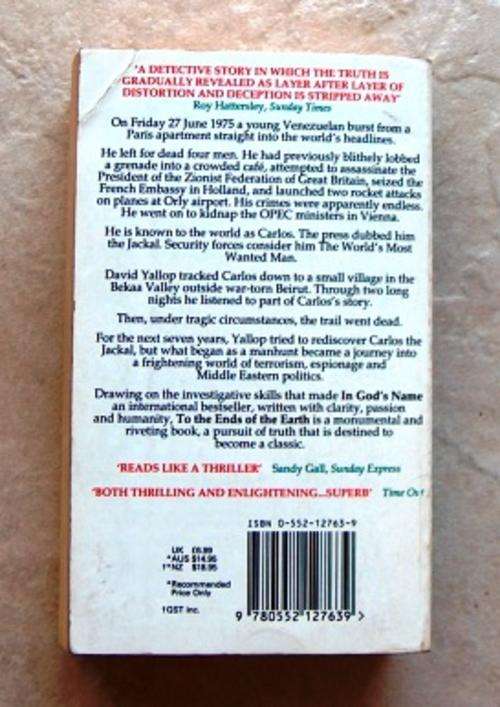 'A DETECTIVE STORY IN WHICH THE TRUTH IS
GRADUALLY REVEALED AS LAYER AFTER LAYER OF
DISTORTION AND DECEPTION IS STRIPPED AWAY'
Roy Hattersley, Sunday Times
On Friday 27 June 1975 a young Venezuelan burst from a
Paris apartment straight into the world's headlines.
He left for dead four men. He had previously blithely lobbed
a grenade into a crowded café, attempted to assassinate the
President of the Zionist Federation of Great Britain, seized the
French Embassy in Holland, and launched two rocket attacks
on planes at Orly airport. His crimes were apparently endless.
He went on to kidnap the OPEC ministers in Vienna.
He is known to the world as Carlos. The press dubbed him
the Jackal. Security forces consider him The World's Most
Wanted Man.
David Yallop tracked Carlos down to a small village in the
Bekaa Valley outside war-torn Beirut. Through two long
nights he listened to part of Carlos's story.
Then, under tragic circumstances, the trail went dead.
For the next seven years, Yallop tried to rediscover Carlos the
Jackal, but what began as a manhunt became a journey into
a frightening world of terrorism, espionage and
Middle Eastern politics.
Drawing on the investigative skills that made In God's Name
an international bestseller, written with clarity, passion
and humanity, To the Ends of the Earth is a monumental and
riveting book, a pursuit of truth that is destined to
become a classic.
'READS LIKE A THRILLER' Sandy Gall, Sunday Express
'BOTH THRILLING AND ENLIGHTENING...SUPERB' Time Out
ISBN 0-552-12763-9
UK £6.99
*AUS $14.95
†*NZ $18.95
*Recommended
Price Only
†GST inc.
9 780552 127639 >